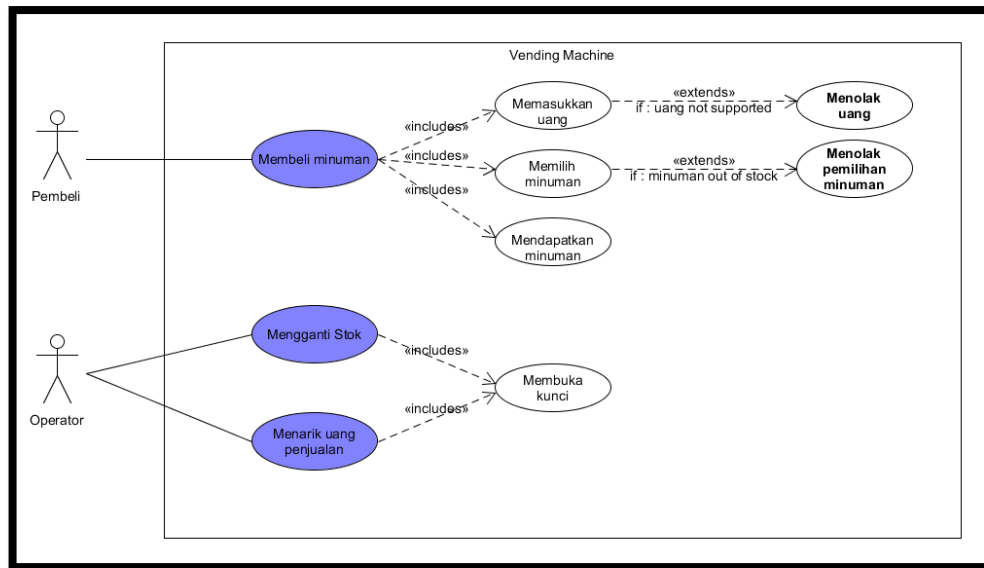 Vending Machine
Memasukkan
uang
«extends»
if : uang not supported
Menolak
uang
«includes»
Membeli minuman
«includes»
Memilih
minuman
«extends»
if : minuman out of stock
Menolak
pemilihan
minuman
Pembeli
«includes»
Mendapatkan
minuman
Mengganti Stok
«includes»
Membuka
kunci
Operator
«includes»
Menarik uang
penjualan